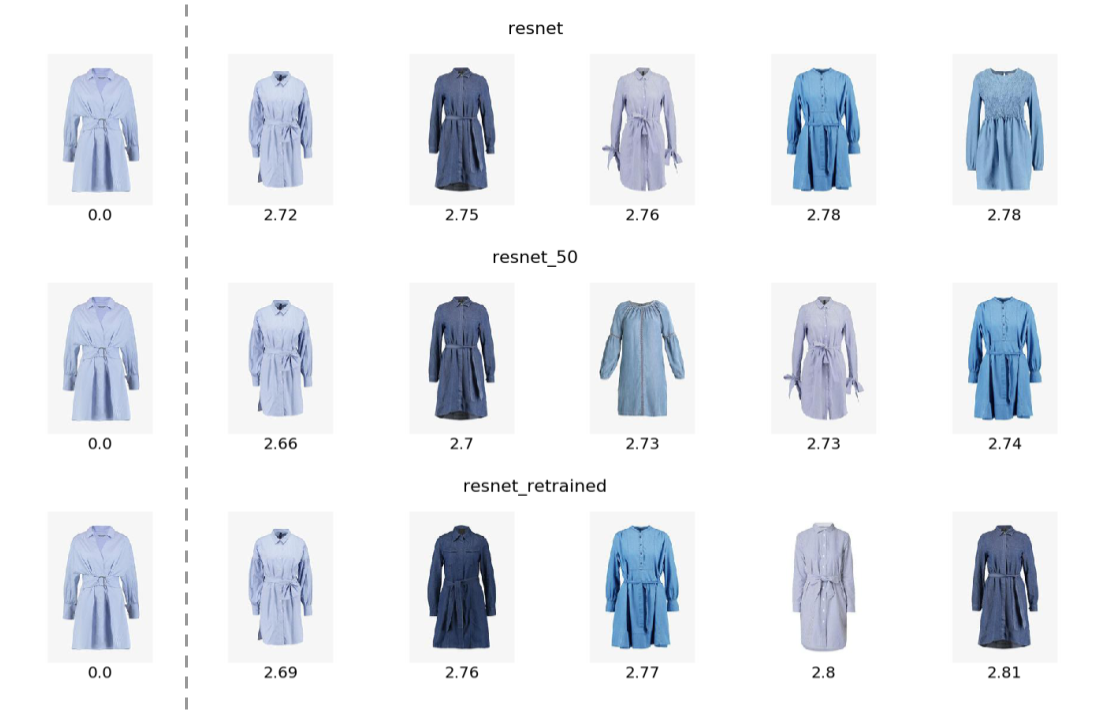 resnet
0.0 2.72 2.75 2.76 2.78 2.78
resnet_50
0.0 2.66 2.7 2.73 2.73 2.74
resnet_retrained
0.0 2.69 2.76 2.77 2.8 2.81